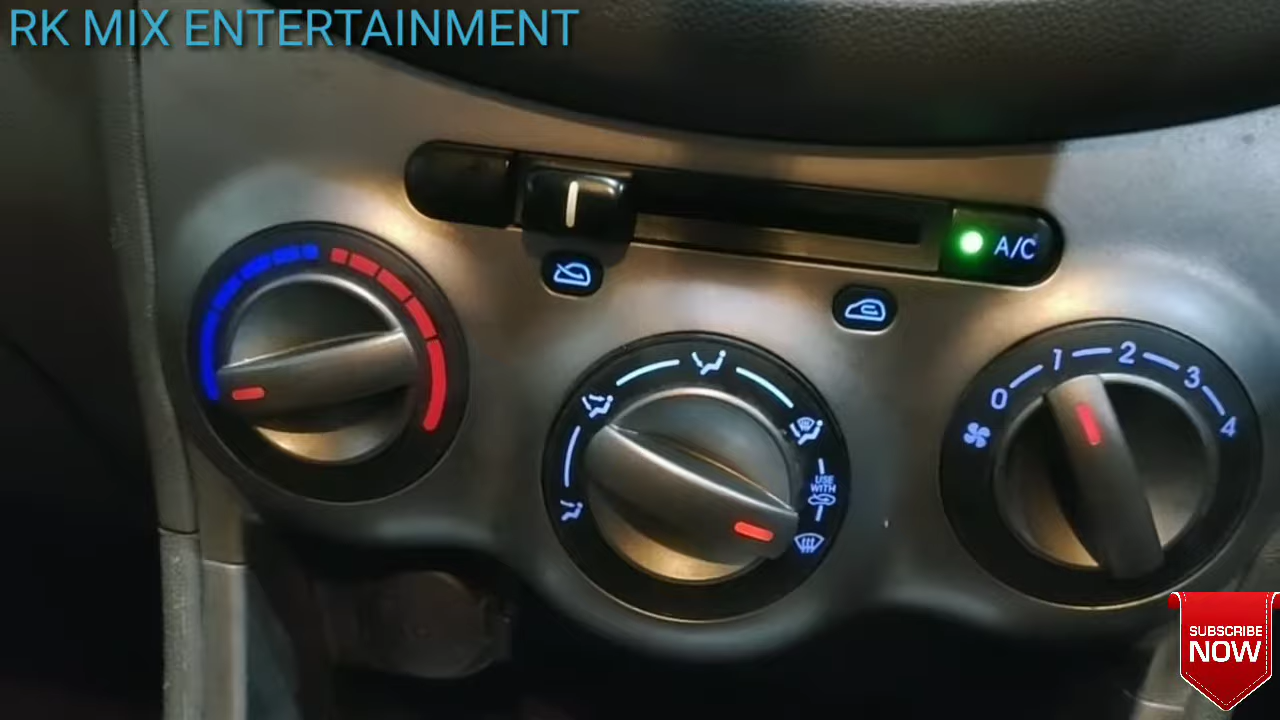 RK MIX ENTERTAINMENT
A/C
0 1 2 3 4
USE
WITH
SUBSCRIBE
NOW